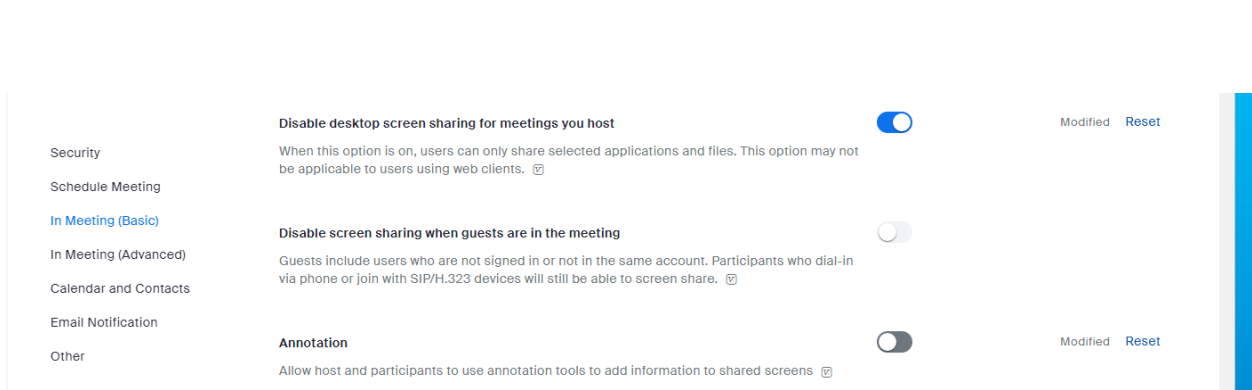 Security
Schedule Meeting
In Meeting (Basic)
In Meeting (Advanced)
Calendar and Contacts
Email Notification
Other
Disable desktop screen sharing for meetings you host
Modified Reset
When this option is on, users can only share selected applications and files. This option may not
be applicable to users using web clients.
Disable screen sharing when guests are in the meeting
Guests include users who are not signed in or not in the same account. Participants who dial-in
via phone or join with SIP/H.323 devices will still be able to screen share.
Annotation
Modified Reset
Allow host and participants to use annotation tools to add information to shared screens